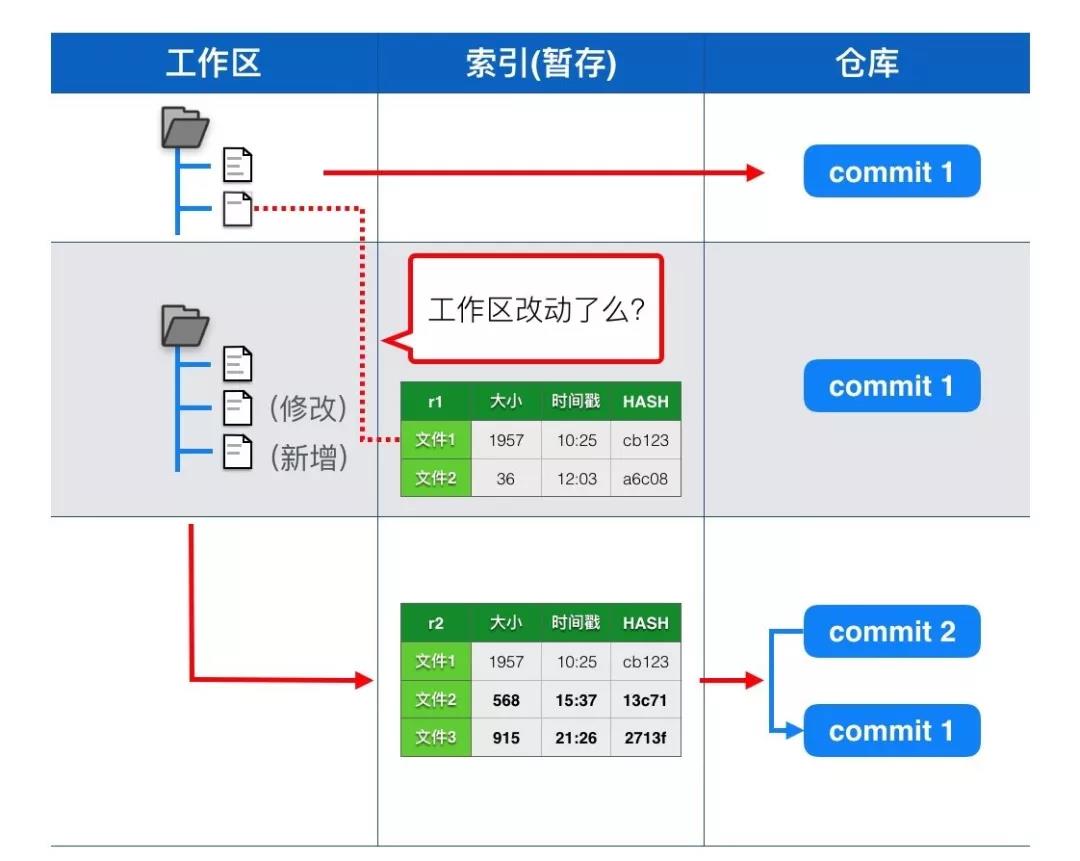 工作区 索引(暂存) 仓库
commit 1
工作区改动了么?
(修改)
(新增)
commit 1
r1 大小 时间戳 HASH
文件1 1957 10:25 cb123
文件2 36 12:03 a6c08
r2 大小 时间戳 HASH
文件1 1957 10:25 cb123
文件2 568 15:37 13c71
文件3 915 21:26 2713f
commit 2
commit 1